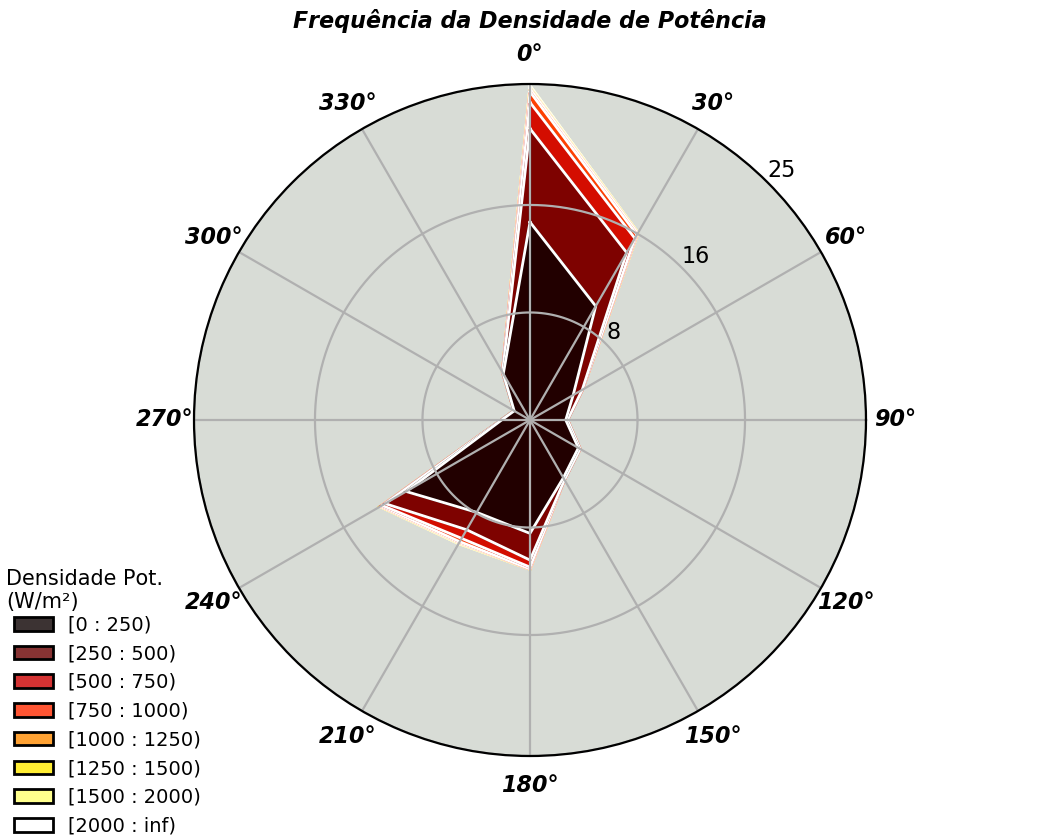 Frequência da Densidade de Potência
0°
330°
30°
25
300°
60°
16
8
270°
90°
240°
120°
210°
150°
180°
Densidade Pot.
(W/m²)
[0 : 250)
[250 : 500)
[500 : 750)
[750 : 1000)
[1000 : 1250)
[1250 : 1500)
[1500 : 2000)
[2000 : inf)